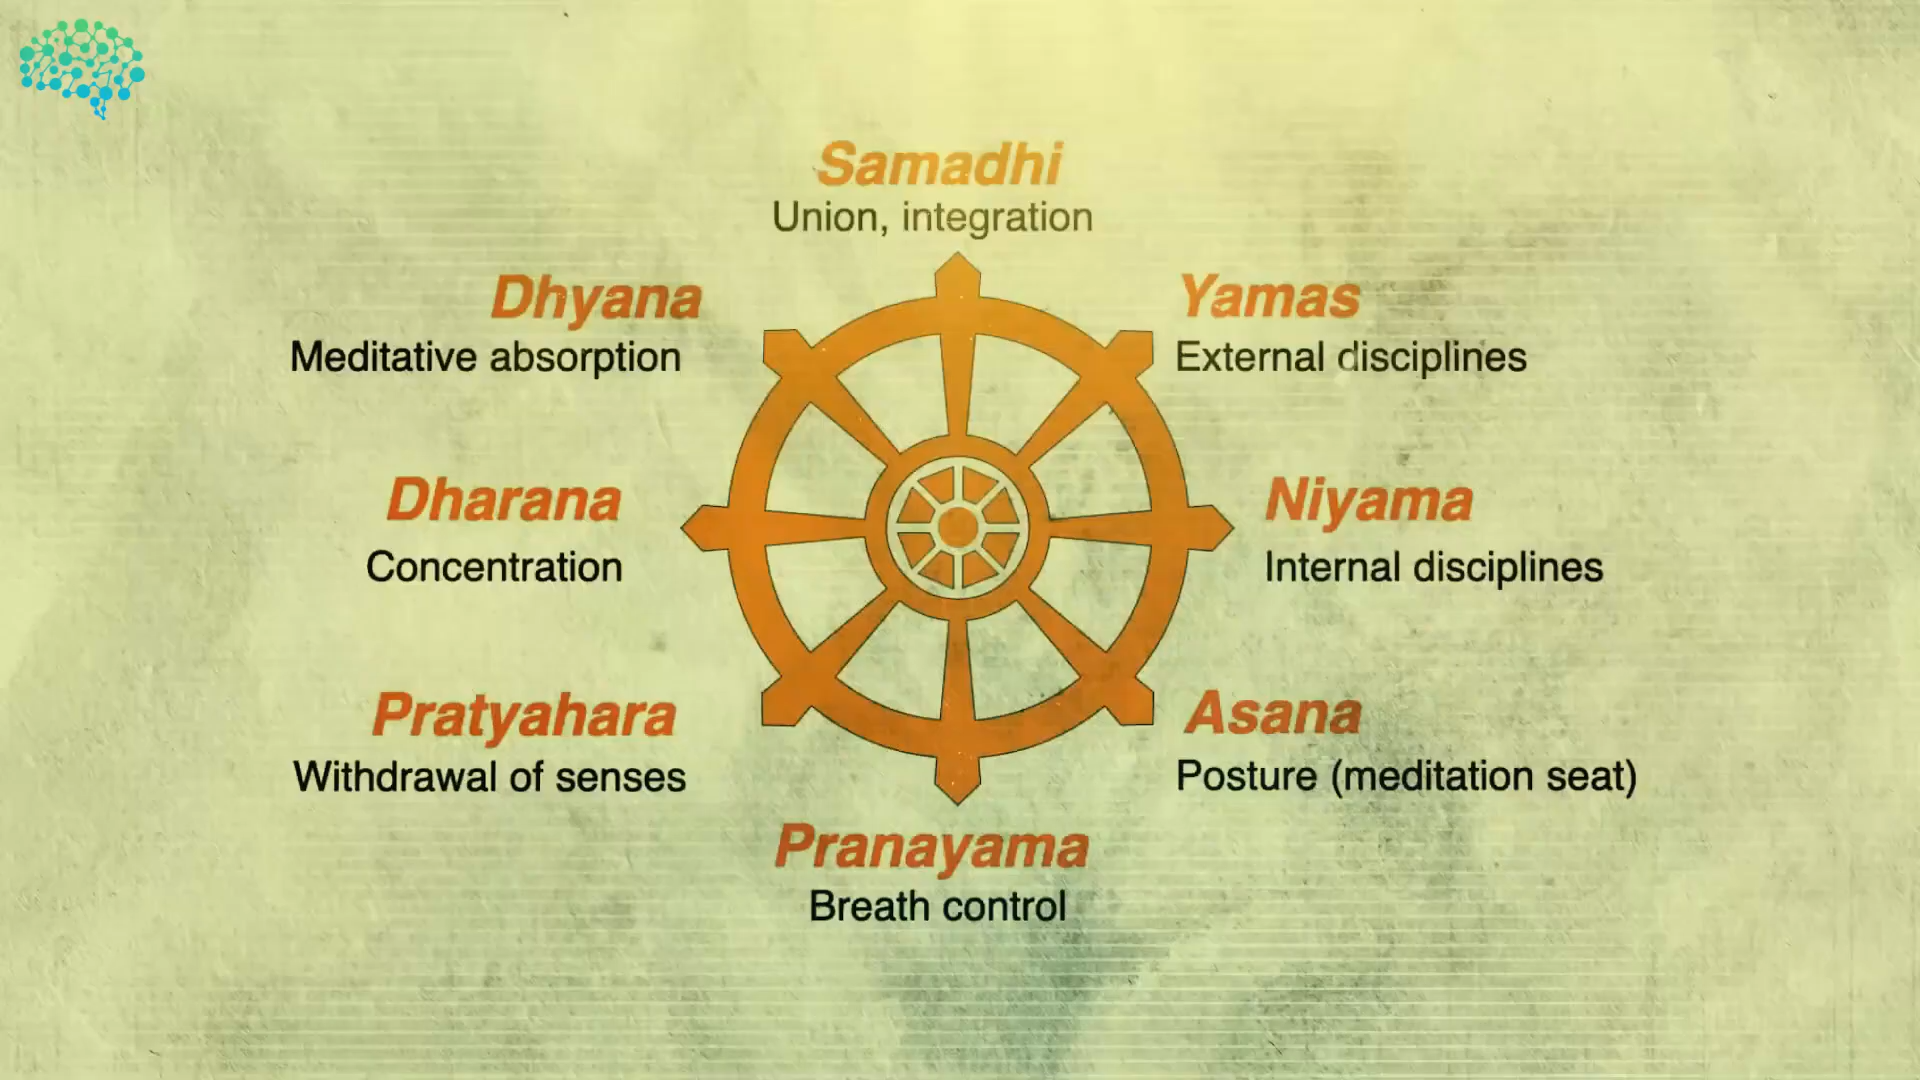 Samadhi
Union, integration
Yamas
External disciplines
Niyama
Internal disciplines
Asana
Posture (meditation seat)
Pranayama
Breath control
Pratyahara
Withdrawal of senses
Dharana
Concentration
Dhyana
Meditative absorption